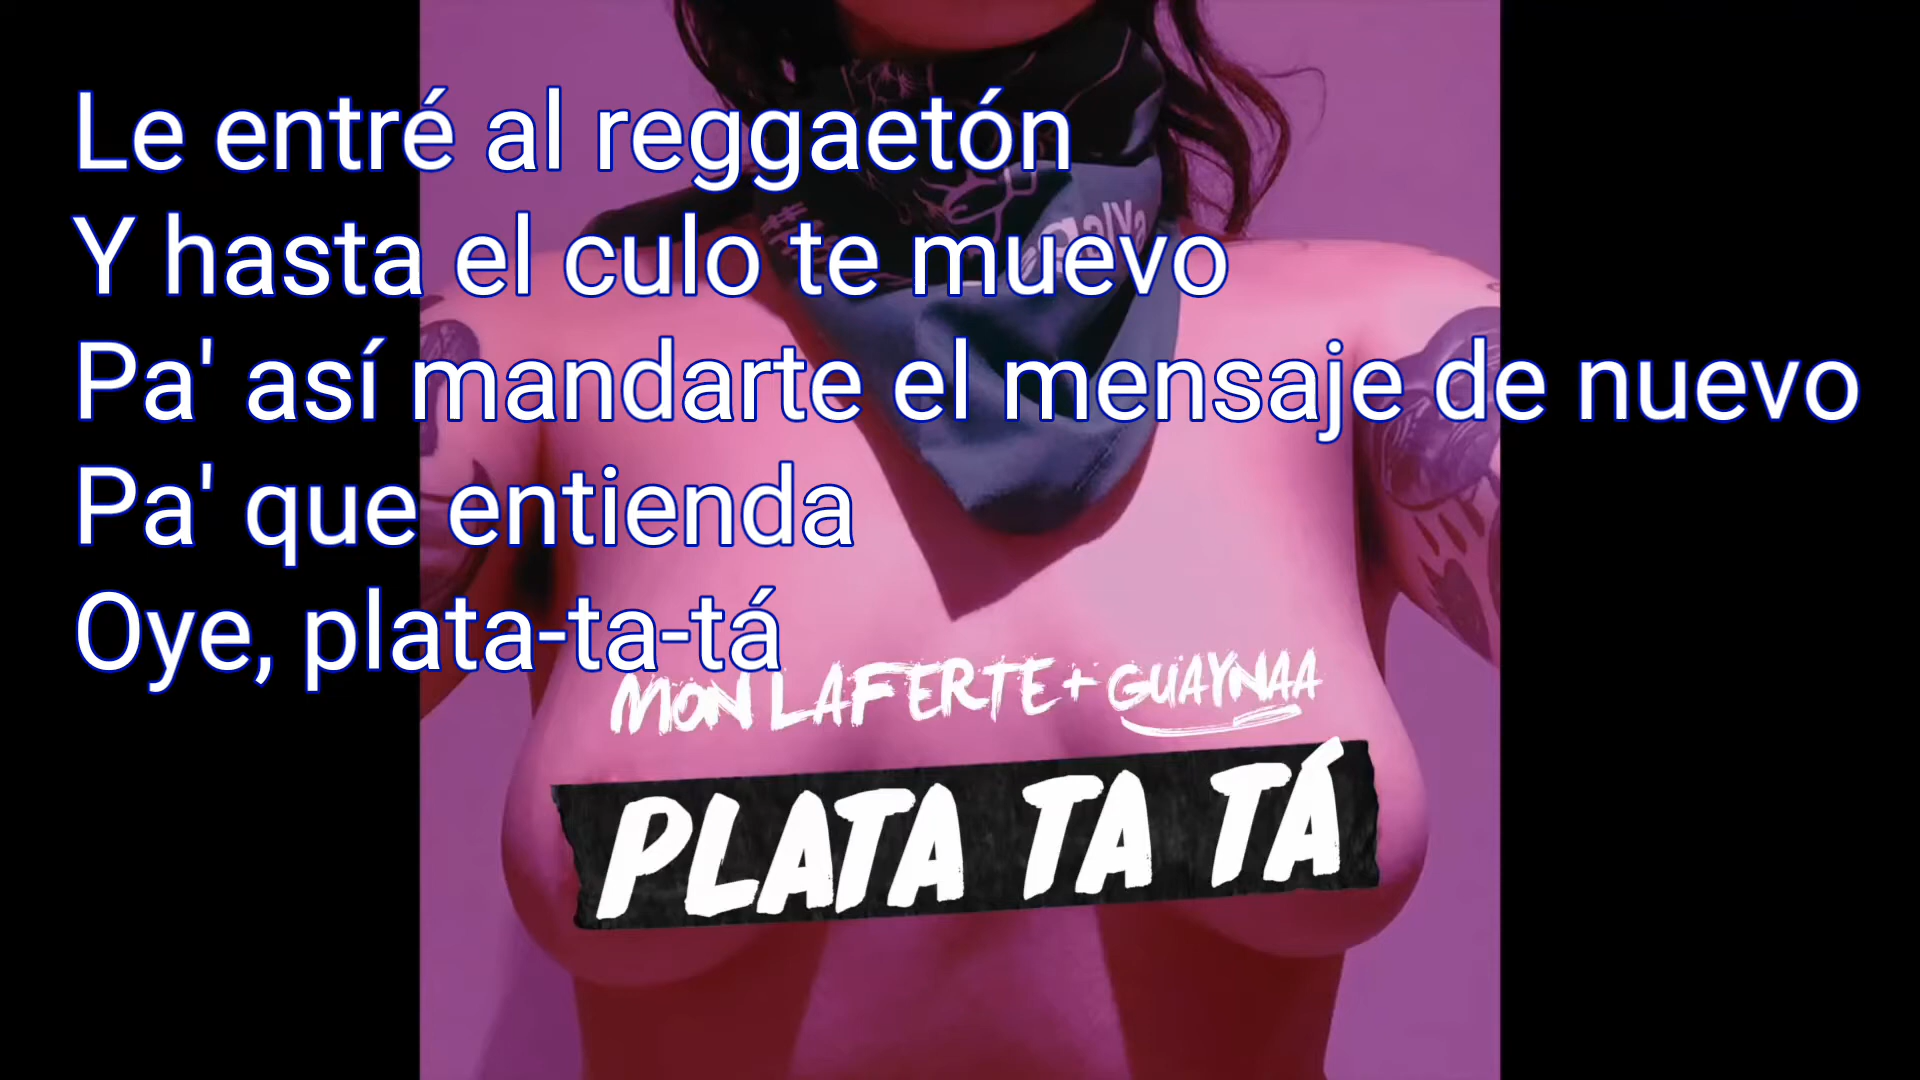 Le entré al reggaetón
Y hasta el culo te muevo
Pa' así mandarte el mensaje de nuevo
Pa' que entienda
Oye, plata-ta-tá
MON LAFERTE + GUAYNAA
PLATA TA TÁ